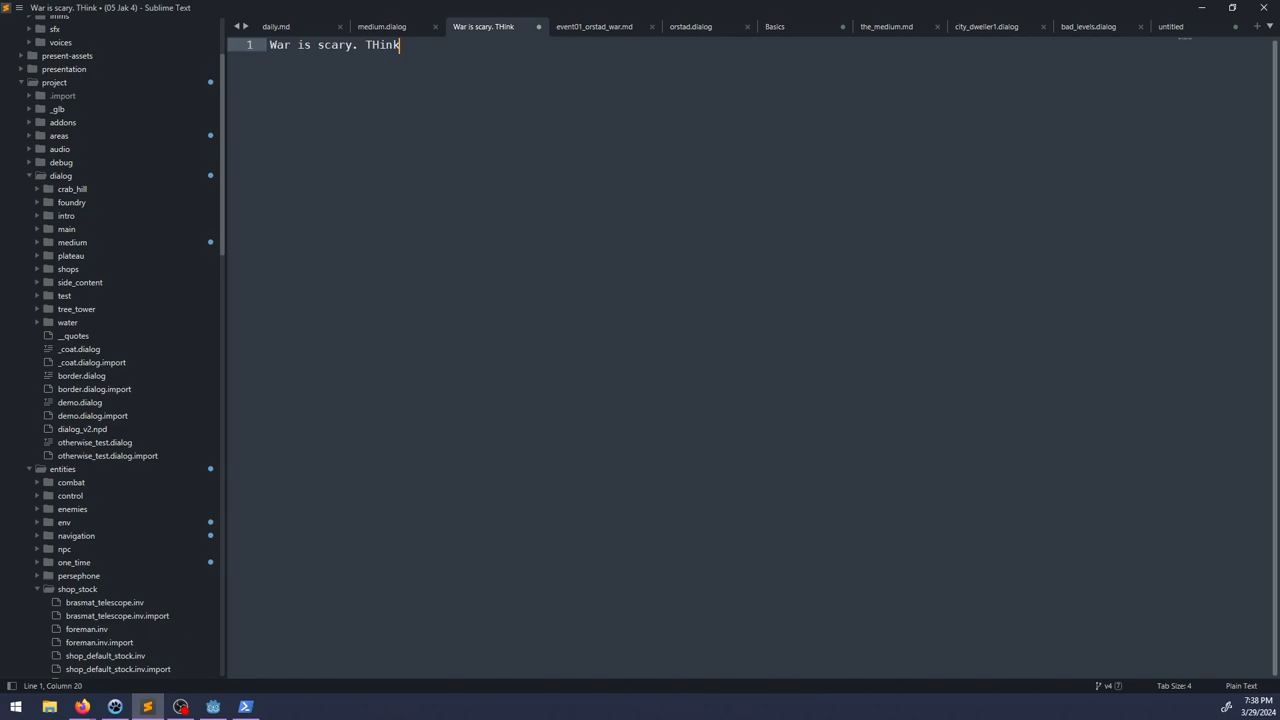 War is scary. THink • (05 Jak 4) - Sublime Text
daily.md
medium.dialog
War is scary. THink
event01_orstad_war.md
orstad.dialog
Basics
the_medium.md
city_dweller1.dialog
bad_levels.dialog
untitled
1 War is scary. THink
imms
sfx
voices
present-assets
presentation
project
.import
_glb
addons
areas
audio
debug
dialog
crab_hill
foundry
intro
main
medium
plateau
shops
side_content
test
tree_tower
water
__quotes
_coat.dialog
_coat.dialog.import
border.dialog
border.dialog.import
demo.dialog
demo.dialog.import
dialog_v2.npd
otherwise_test.dialog
otherwise_test.dialog.import
entities
combat
control
enemies
env
navigation
npc
one_time
persephone
shop_stock
brasmat_telescope.inv
brasmat_telescope.inv.import
foreman.inv
foreman.inv.import
shop_default_stock.inv
shop_default_stock.inv.import
Line 1, Column 20
v4 7
Tab Size: 4
Plain Text
7:38 PM
3/29/2024